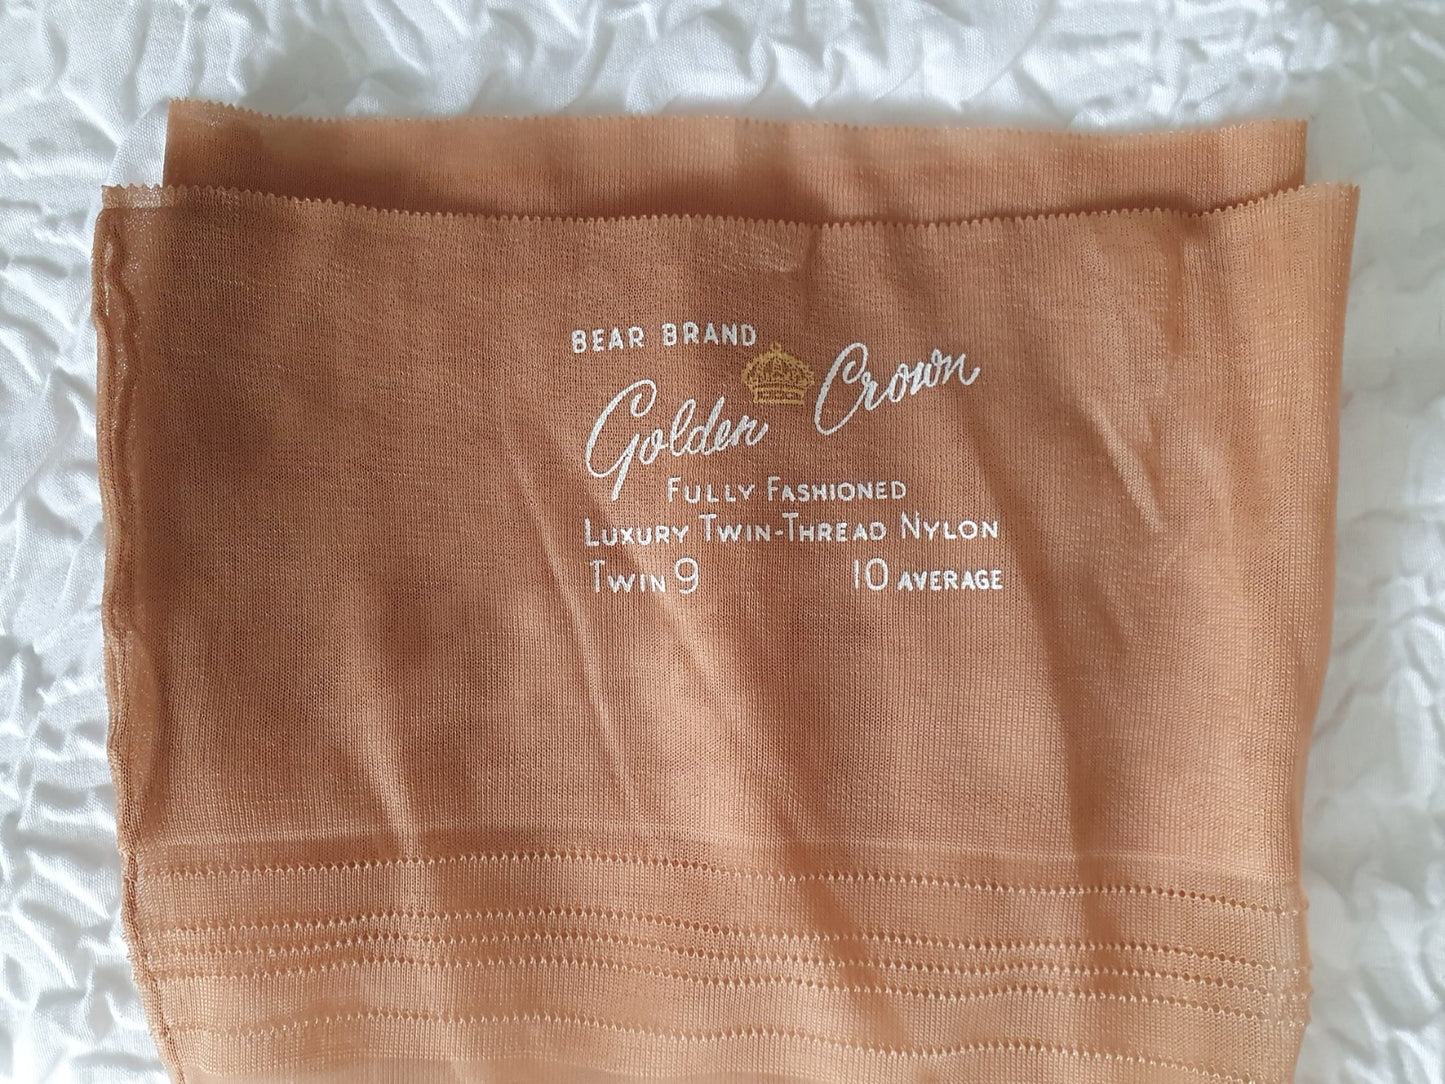 BEAR BRAND
Golden Crown
FULLY FASHIONED
LUXURY TWIN-THREAD NYLON
TWIN 9 10 AVERAGE